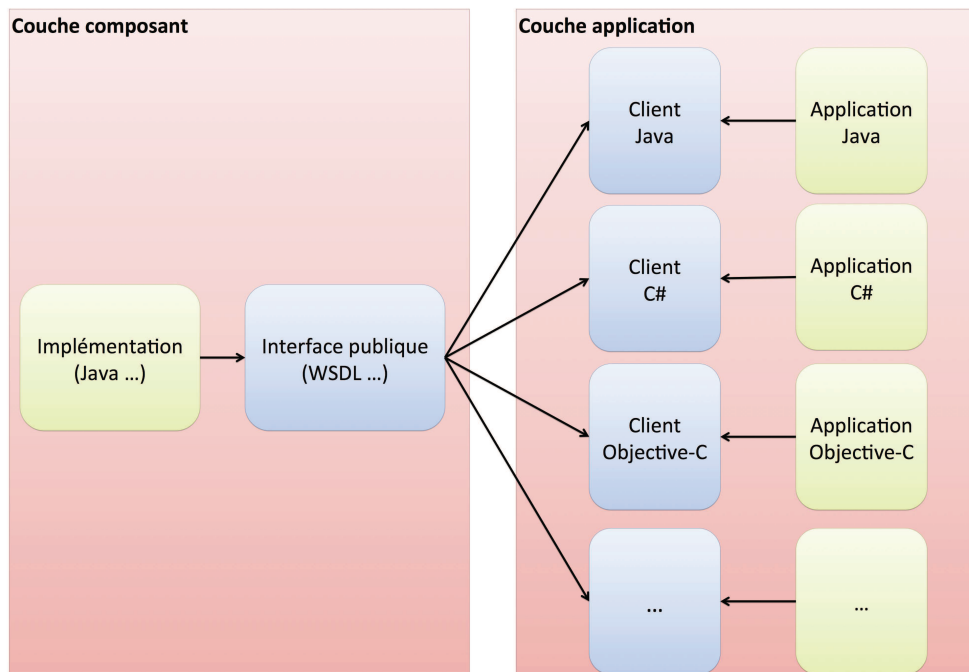 Couche composant
Implémentation
(Java ...)
Interface publique
(WSDL ...)
Couche application
Client
Java
Application
Java
Client
C#
Application
C#
Client
Objective-C
Application
Objective-C
...
...